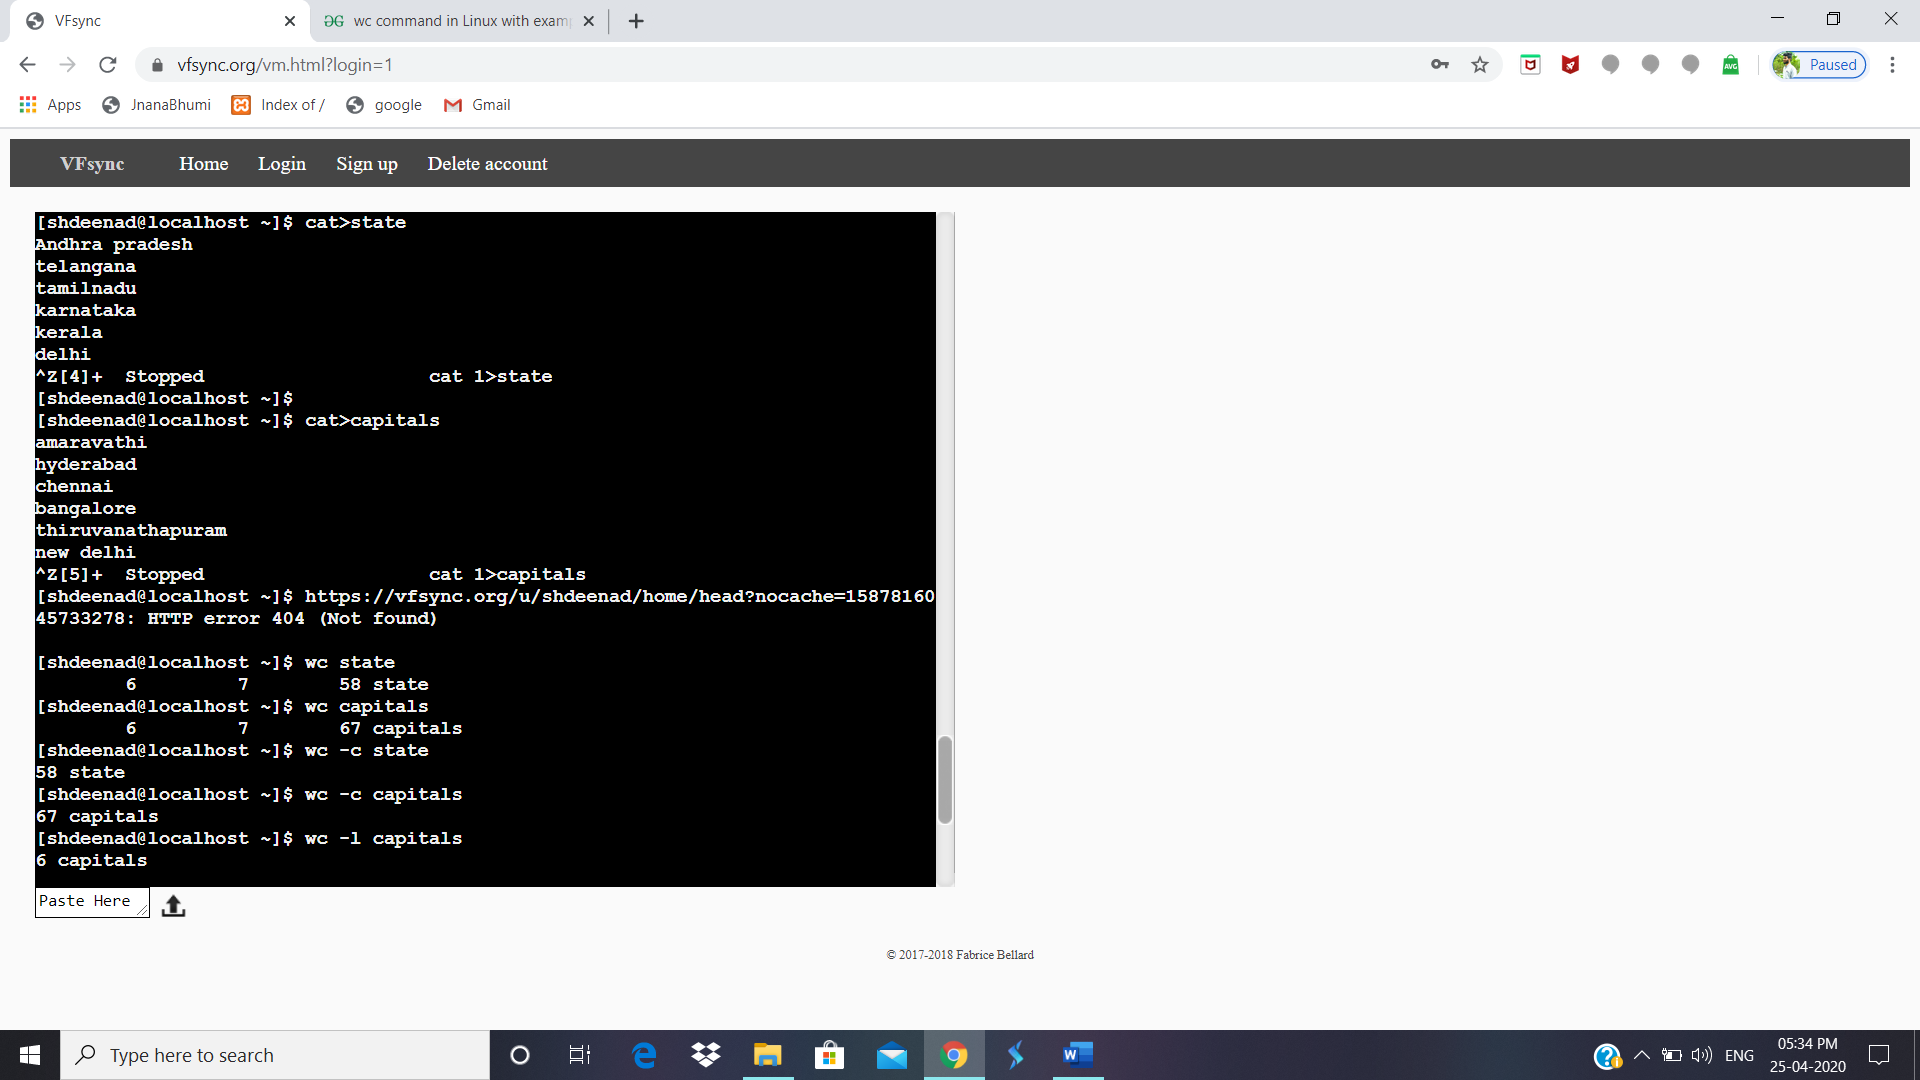 VFsync
wc command in Linux with exam
vfsync.org/vm.html?login=1
Paused
Apps JnanaBhumi Index of / google Gmail
VFsync Home Login Sign up Delete account
[shdeenad@localhost ~]$ cat>state
Andhra pradesh
telangana
tamilnadu
karnataka
kerala
delhi
^Z[4]+  Stopped                    cat 1>state
[shdeenad@localhost ~]$
[shdeenad@localhost ~]$ cat>capitals
amaravathi
hyderabad
chennai
bangalore
thiruvanathapuram
new delhi
^Z[5]+  Stopped                    cat 1>capitals
[shdeenad@localhost ~]$ https://vfsync.org/u/shdeenad/home/head?nocache=15878160
45733278: HTTP error 404 (Not found)
[shdeenad@localhost ~]$ wc state
        6         7        58 state
[shdeenad@localhost ~]$ wc capitals
        6         7        67 capitals
[shdeenad@localhost ~]$ wc -c state
58 state
[shdeenad@localhost ~]$ wc -c capitals
67 capitals
[shdeenad@localhost ~]$ wc -l capitals
6 capitals
Paste Here
© 2017-2018 Fabrice Bellard
Type here to search
ENG
05:34 PM
25-04-2020